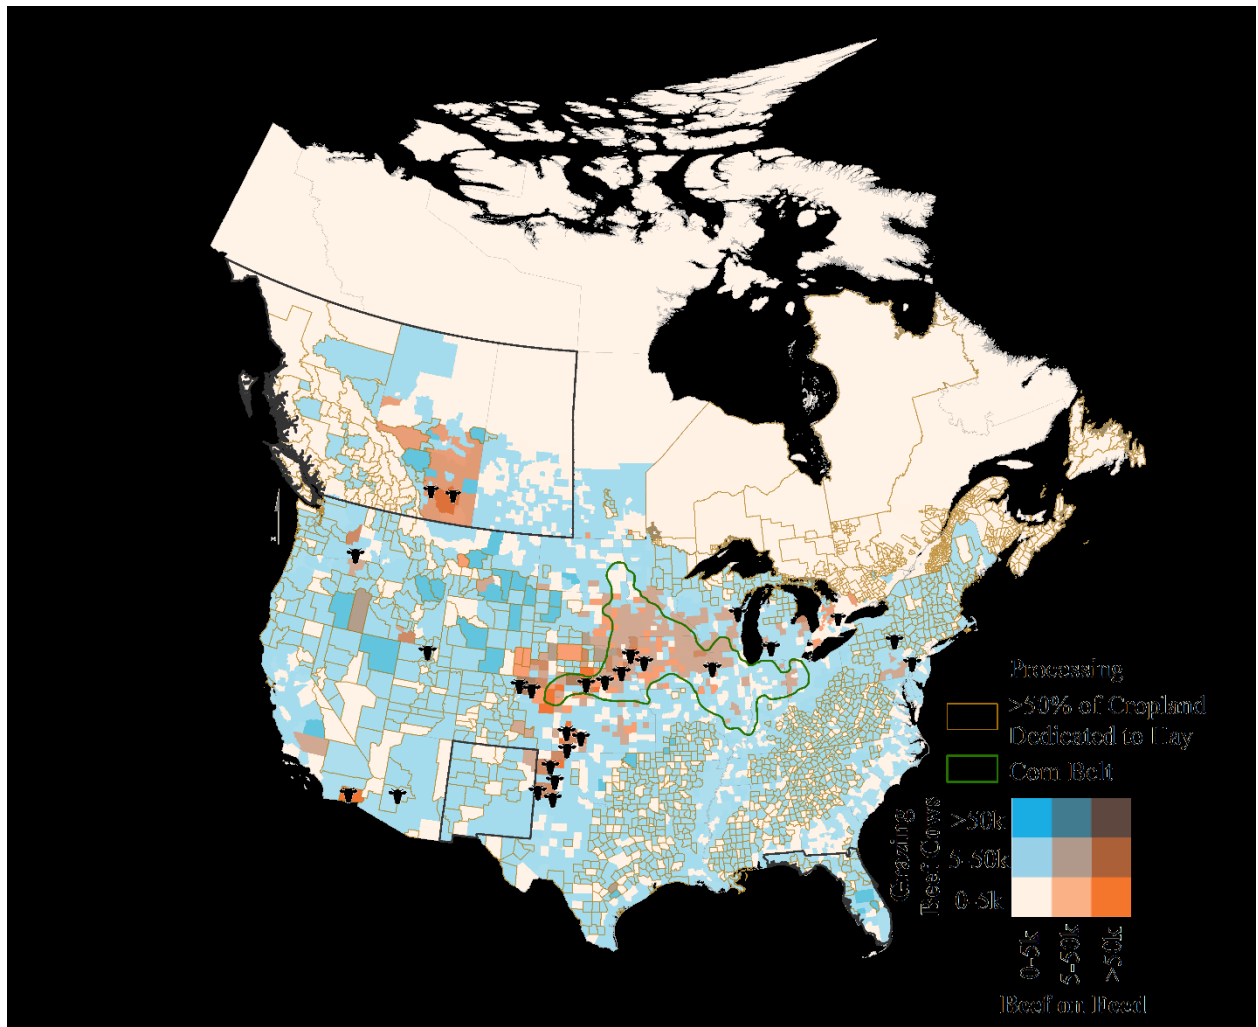 Processing
>50% of Cropland
Dedicated to Hay
Corn Belt
Grazing
Beef Cows
>50k
5-50k
0-5k
0-5k
5-50k
>50k
Beef on Feed